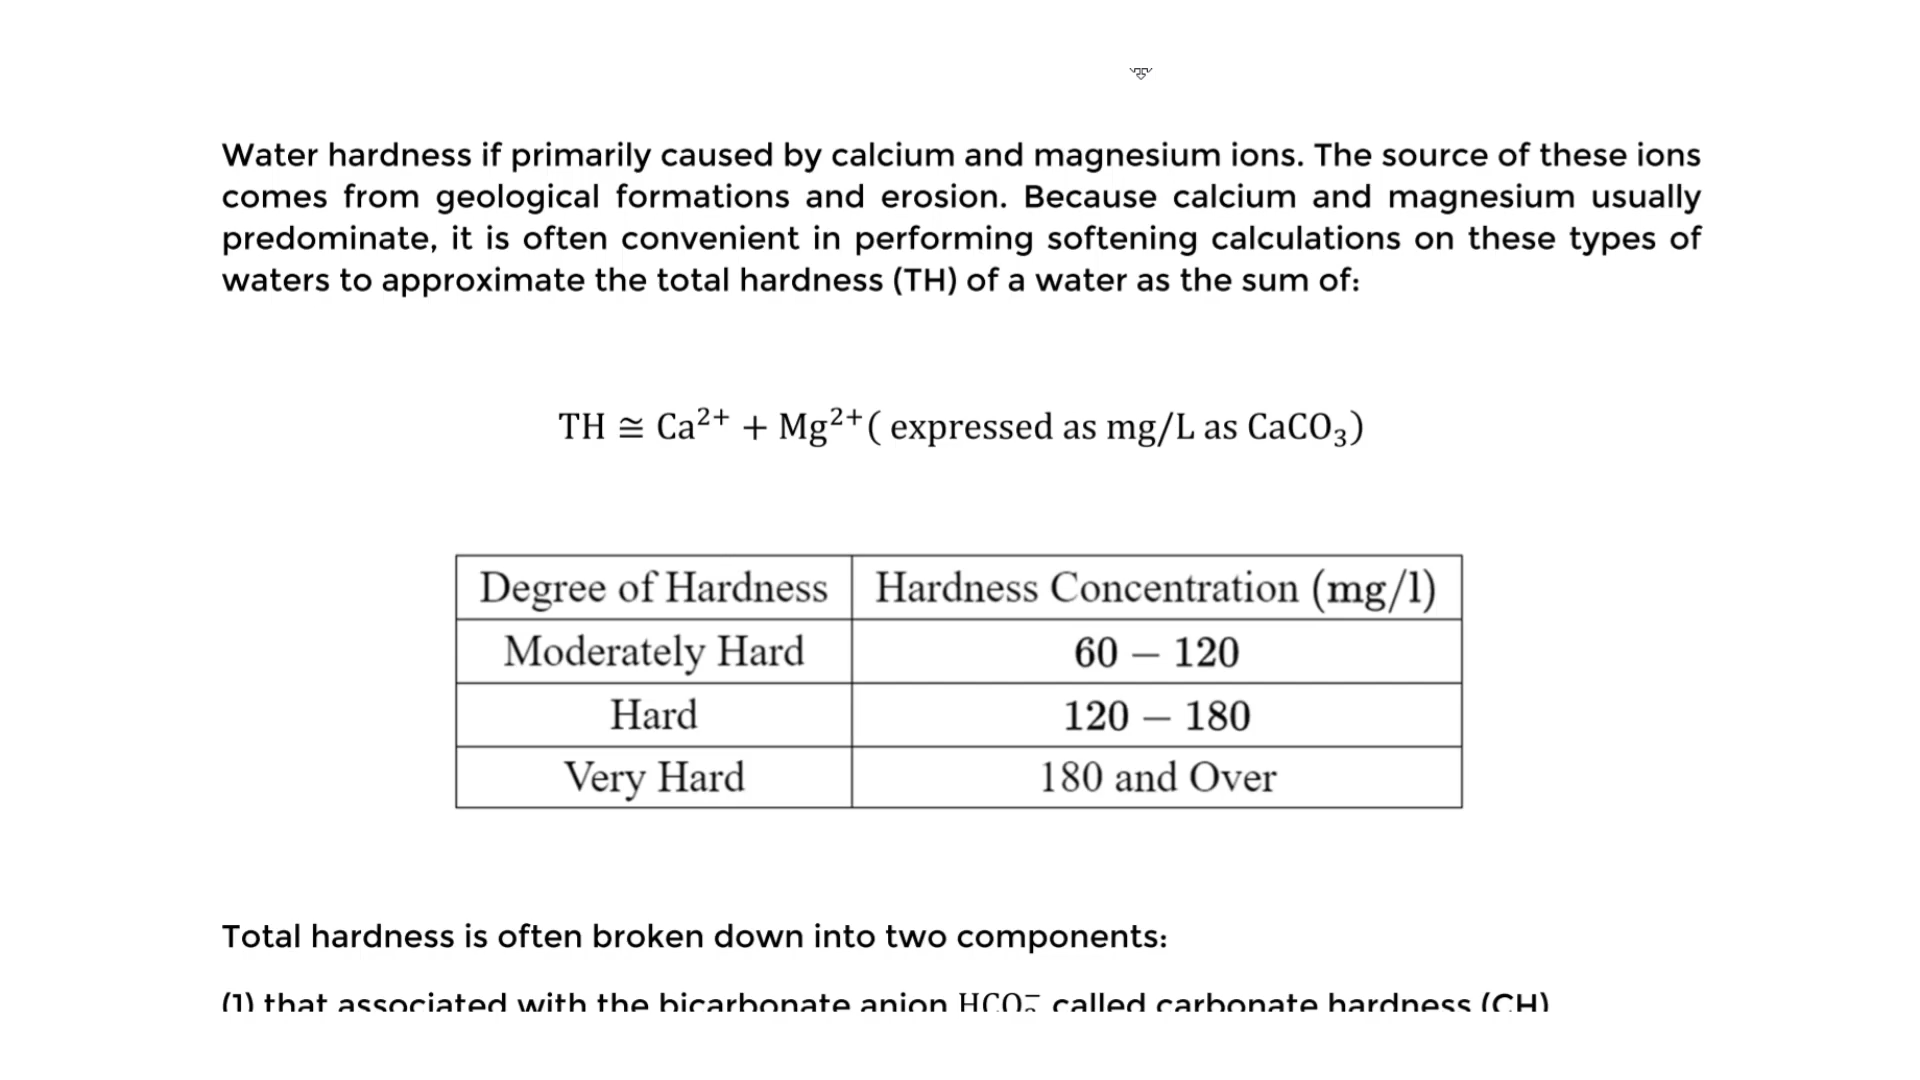 Water hardness if primarily caused by calcium and magnesium ions. The source of these ions
comes from geological formations and erosion. Because calcium and magnesium usually
predominate, it is often convenient in performing softening calculations on these types of
waters to approximate the total hardness (TH) of a water as the sum of:
TH ≅ Ca²⁺ + Mg²⁺( expressed as mg/L as CaCO₃)
Degree of Hardness Hardness Concentration (mg/l)
Moderately Hard 60 – 120
Hard 120 – 180
Very Hard 180 and Over
Total hardness is often broken down into two components:
(1) that associated with the bicarbonate anion HCO₃⁻ called carbonate hardness (CH)